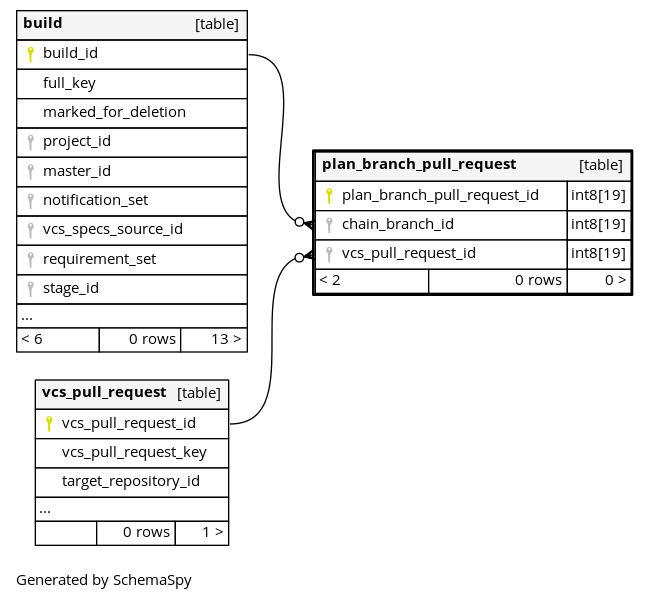 build [table]
build_id
full_key
marked_for_deletion
project_id
master_id
notification_set
vcs_specs_source_id
requirement_set
stage_id
...
< 6 0 rows 13 >
plan_branch_pull_request [table]
plan_branch_pull_request_id int8[19]
chain_branch_id int8[19]
vcs_pull_request_id int8[19]
< 2 0 rows 0 >
vcs_pull_request [table]
vcs_pull_request_id
vcs_pull_request_key
target_repository_id
...
0 rows 1 >
Generated by SchemaSpy